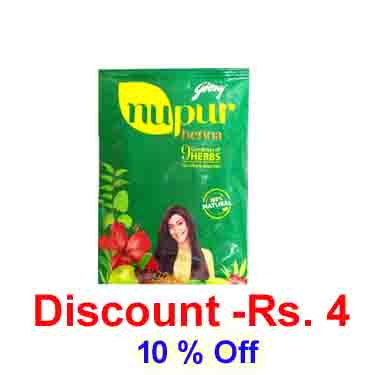 Godrej
nupur
henna
9
HERBS
100%
NATURAL
Discount -Rs. 4
10 % Off